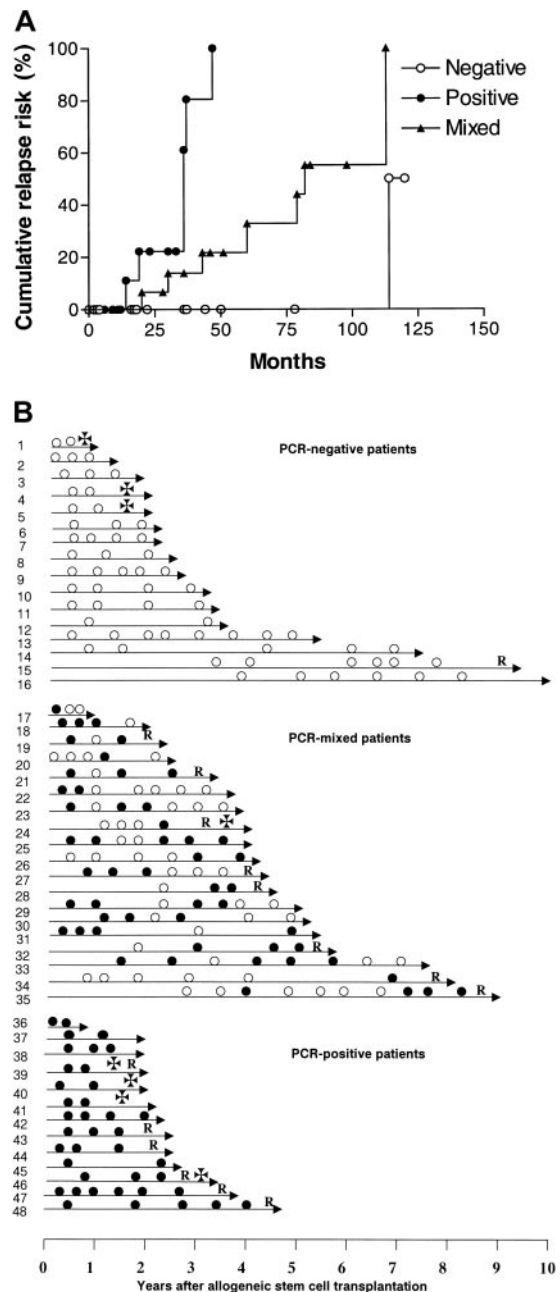 A
Cumulative relapse risk (%)
100
80
60
40
20
0
0
25
50
75
100
125
150
Months
Negative
Positive
Mixed
B
PCR-negative patients
1
2
3
4
5
6
7
8
9
10
11
12
13
14
15
R
16
PCR-mixed patients
17
18
R
19
20
R
21
22
23
R
24
25
26
R
27
R
28
29
30
31
R
32
33
R
34
R
35
PCR-positive patients
36
37
38
R
39
40
41
42
R
43
R
44
45
R
46
R
47
R
48
0
1
2
3
4
5
6
7
8
9
10
Years after allogeneic stem cell transplantation